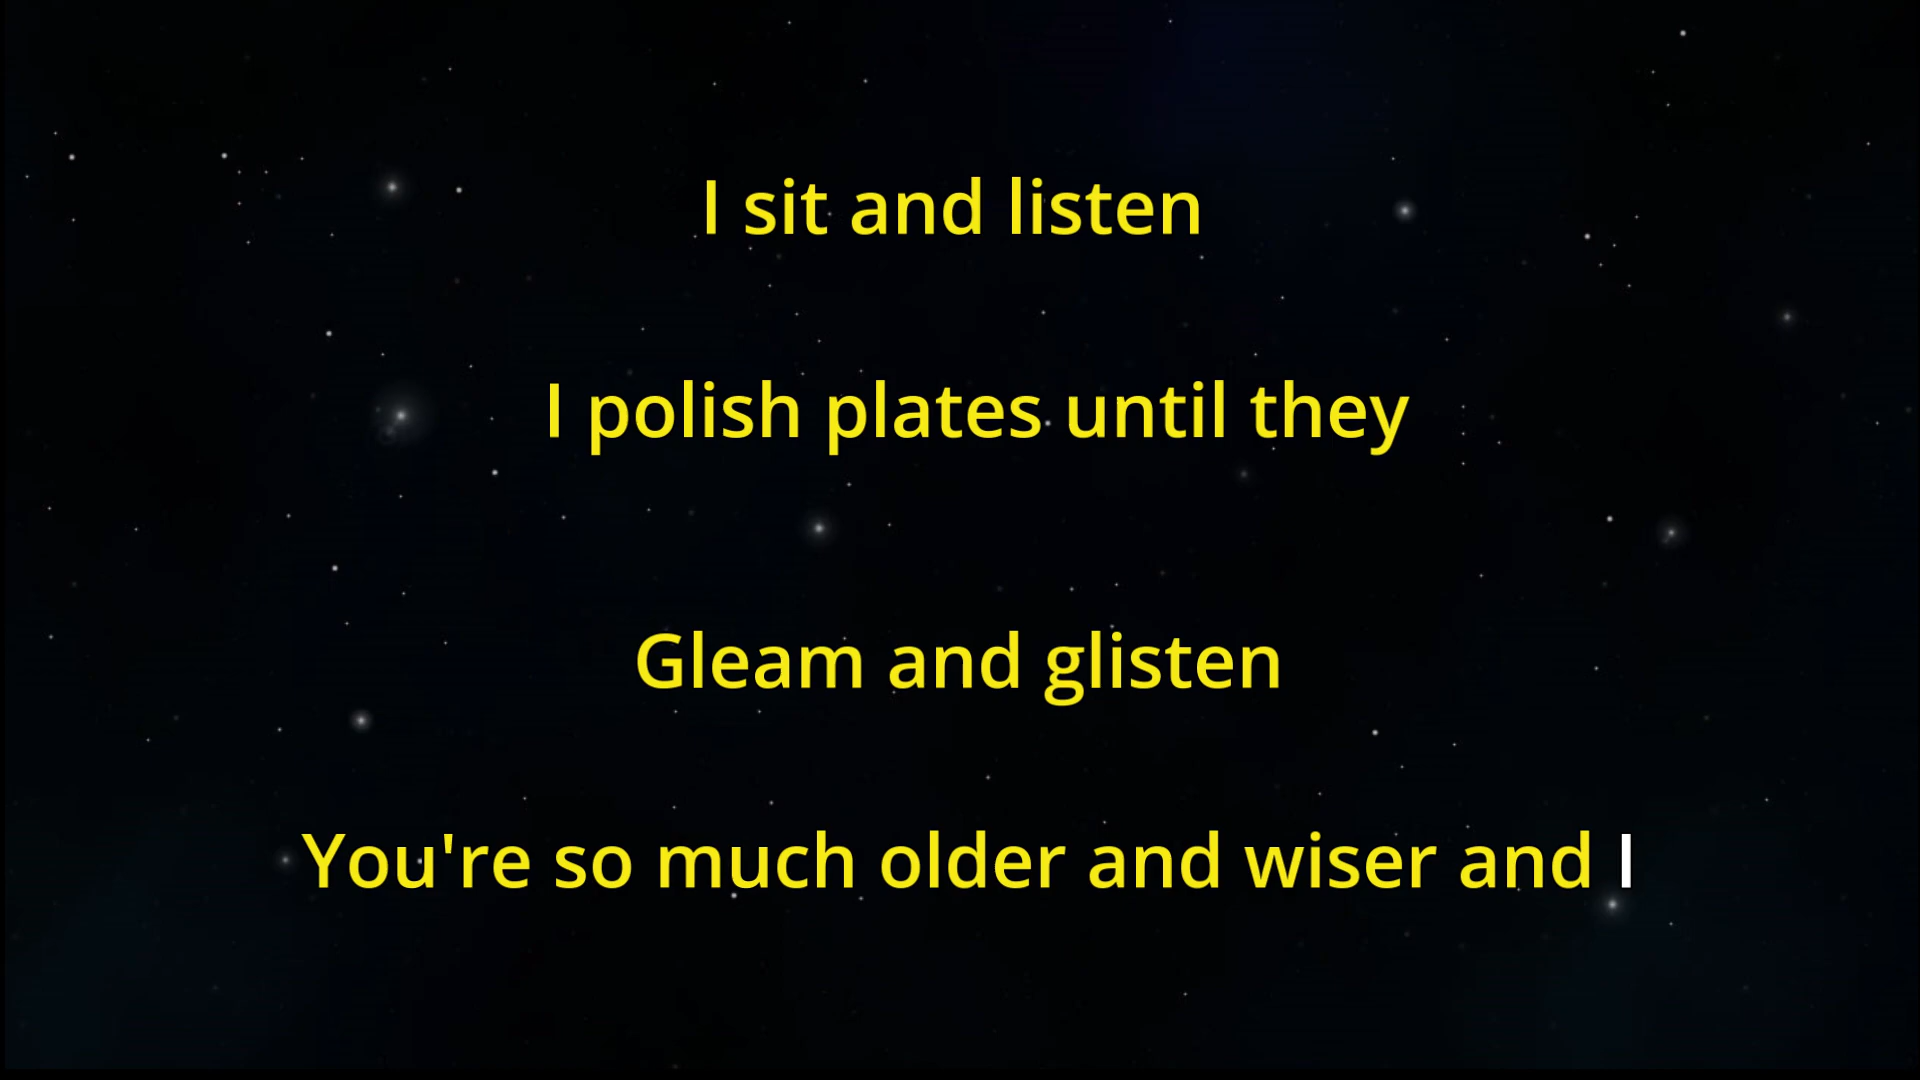 I sit and listen
I polish plates until they
Gleam and glisten
You're so much older and wiser and I